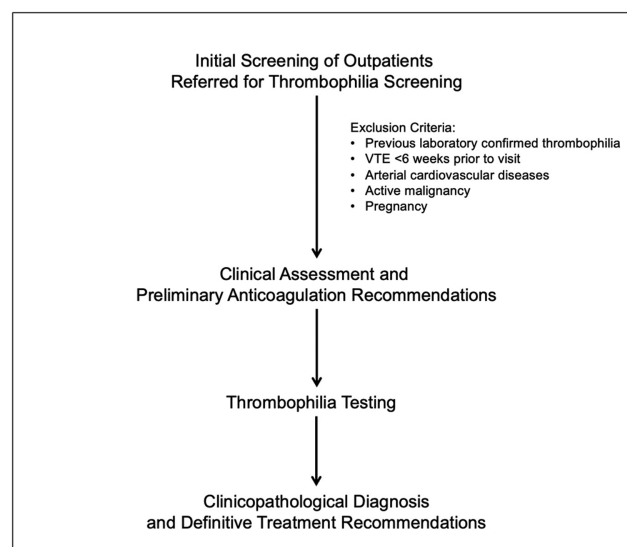 Initial Screening of Outpatients
Referred for Thrombophilia Screening
Exclusion Criteria:
• Previous laboratory confirmed thrombophilia
• VTE <6 weeks prior to visit
• Arterial cardiovascular diseases
• Active malignancy
• Pregnancy
Clinical Assessment and
Preliminary Anticoagulation Recommendations
Thrombophilia Testing
Clinicopathological Diagnosis
and Definitive Treatment Recommendations